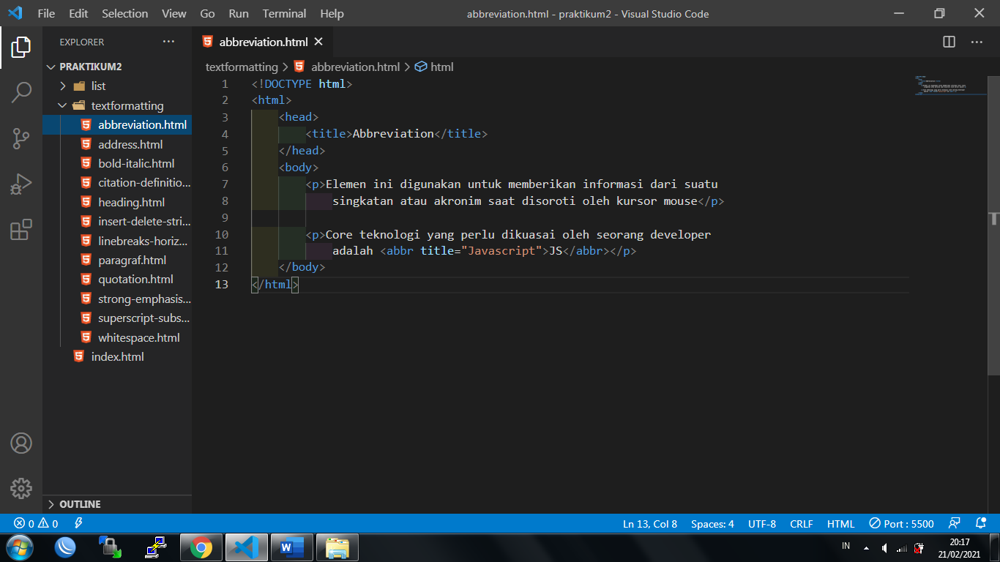 File Edit Selection View Go Run Terminal Help
abbreviation.html - praktikum2 - Visual Studio Code
EXPLORER
PRAKTIKUM2
list
textformatting
abbreviation.html
address.html
bold-italic.html
citation-definitio...
heading.html
insert-delete-stri...
linebreaks-horiz...
paragraf.html
quotation.html
strong-emphasis...
superscript-subs...
whitespace.html
index.html
OUTLINE
abbreviation.html
textformatting > abbreviation.html > html
1 <!DOCTYPE html>
2 <html>
3 <head>
4 <title>Abbreviation</title>
5 </head>
6 <body>
7 <p>Elemen ini digunakan untuk memberikan informasi dari suatu
8 singkatan atau akronim saat disoroti oleh kursor mouse</p>
9
10 <p>Core teknologi yang perlu dikuasai oleh seorang developer
11 adalah <abbr title="Javascript">JS</abbr></p>
12 </body>
13 </html>
0 0
Ln 13, Col 8 Spaces: 4 UTF-8 CRLF HTML Port : 5500
IN
20:17
21/02/2021